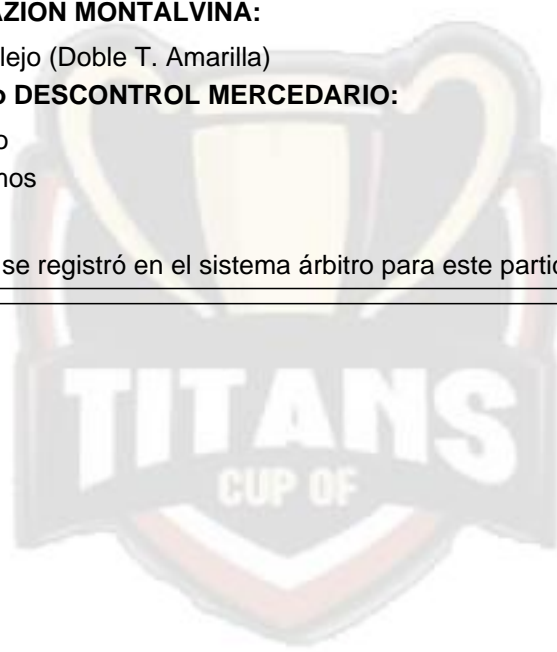 AZION MONTALVINA:
lejo (Doble T. Amarilla)
o DESCONTROL MERCEDARIO:
o
nos
se registró en el sistema árbitro para este partic
TITANS
CUP OF